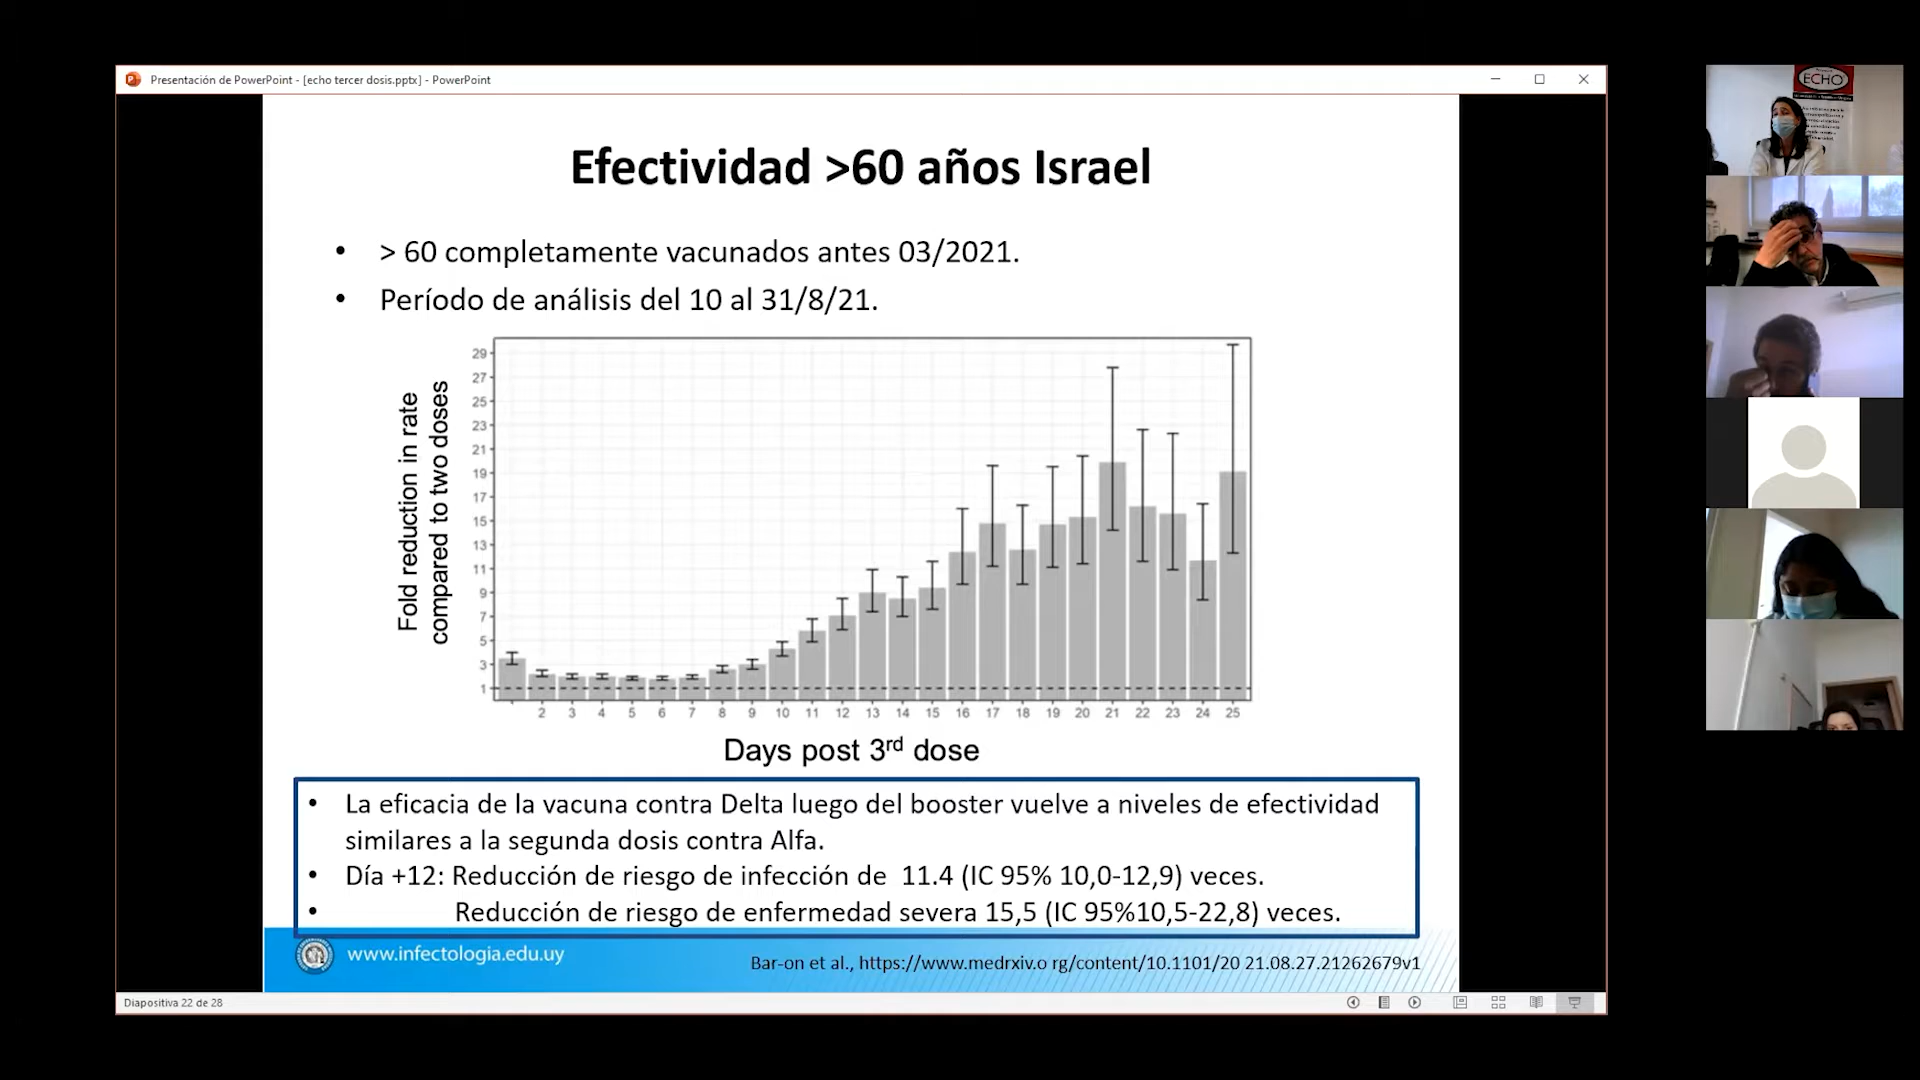 Presentación de PowerPoint - [echo tercer dosis.pptx] - PowerPoint
Efectividad >60 años Israel
• > 60 completamente vacunados antes 03/2021.
• Período de análisis del 10 al 31/8/21.
Fold reduction in rate
compared to two doses
29
27
25
23
21
19
17
15
13
11
9
7
5
3
1
2 3 4 5 6 7 8 9 10 11 12 13 14 15 16 17 18 19 20 21 22 23 24 25
Days post 3rd dose
• La eficacia de la vacuna contra Delta luego del booster vuelve a niveles de efectividad
similares a la segunda dosis contra Alfa.
• Día +12: Reducción de riesgo de infección de 11.4 (IC 95% 10,0-12,9) veces.
• Reducción de riesgo de enfermedad severa 15,5 (IC 95%10,5-22,8) veces.
www.infectologia.edu.uy
Bar-on et al., https://www.medrxiv.o rg/content/10.1101/20 21.08.27.21262679v1
Diapositiva 22 de 28
ECHO